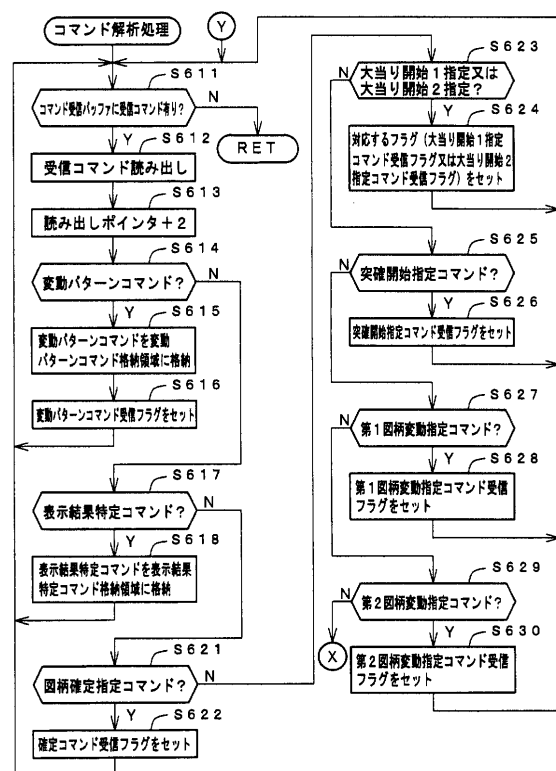 コマンド解析処理
Y
S611
コマンド受信バッファに受信コマンド有り?
N
RET
Y
S612
受信コマンド読み出し
S613
読み出しポインタ+2
S614
変動パターンコマンド?
N
Y
S615
変動パターンコマンドを変動
パターンコマンド格納領域に格納
S616
変動パターンコマンド受信フラグをセット
S617
表示結果特定コマンド?
N
Y
S618
表示結果特定コマンドを表示結果
特定コマンド格納領域に格納
S621
図柄確定指定コマンド?
N
Y
S622
確定コマンド受信フラグをセット
S623
N
大当り開始1指定又は
大当り開始2指定?
Y
S624
対応するフラグ(大当り開始1指定
コマンド受信フラグ又は大当り開始2
指定コマンド受信フラグ)をセット
S625
N
突確開始指定コマンド?
Y
S626
突確開始指定コマンド受信フラグをセット
S627
N
第1図柄変動指定コマンド?
Y
S628
第1図柄変動指定コマンド受信
フラグをセット
S629
N
第2図柄変動指定コマンド?
X
Y
S630
第2図柄変動指定コマンド受信
フラグをセット